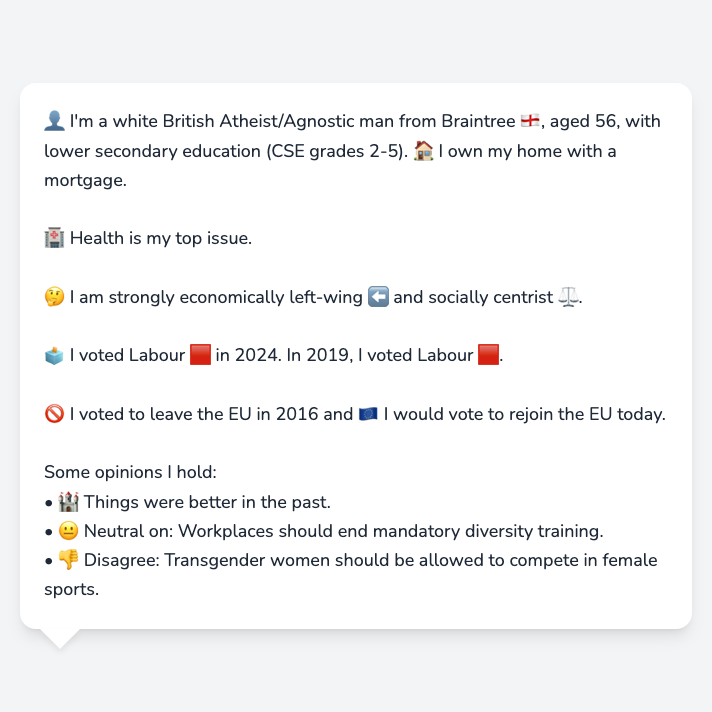 👤 I'm a white British Atheist/Agnostic man from Braintree 🏴󠁧󠁢󠁥󠁮󠁧󠁿, aged 56, with
lower secondary education (CSE grades 2-5). 🏠 I own my home with a
mortgage.
🏥 Health is my top issue.
🤔 I am strongly economically left-wing ⬅️ and socially centrist ⚖️.
🗳️ I voted Labour 🟥 in 2024. In 2019, I voted Labour 🟥.
🚫 I voted to leave the EU in 2016 and 🇪🇺 I would vote to rejoin the EU today.
Some opinions I hold:
• 🏰 Things were better in the past.
• 😐 Neutral on: Workplaces should end mandatory diversity training.
• 👎 Disagree: Transgender women should be allowed to compete in female
sports.